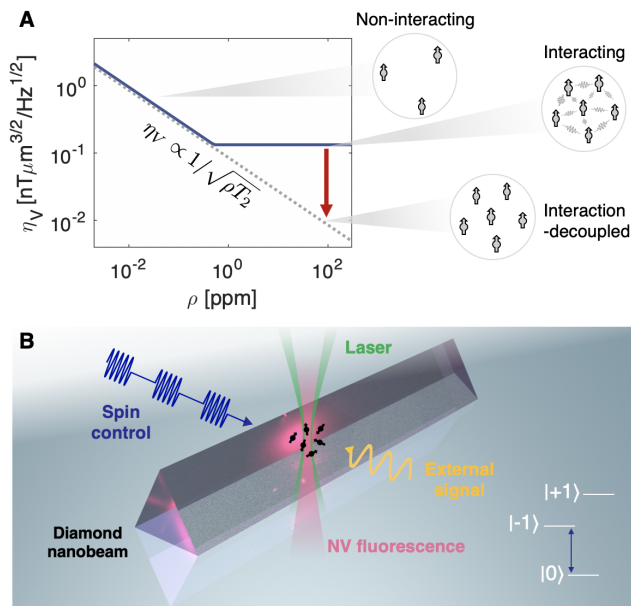 A
Non-interacting
Interacting
Interaction
-decoupled
η_V [nTμm^{3/2}/Hz^{1/2}]
10^0
10^{-1}
10^{-2}
η_V ∝ 1/√(ρT_2)
10^{-2}
10^0
10^2
ρ [ppm]
B
Laser
Spin
control
External
signal
Diamond
nanobeam
NV fluorescence
|+1⟩
|-1⟩
|0⟩